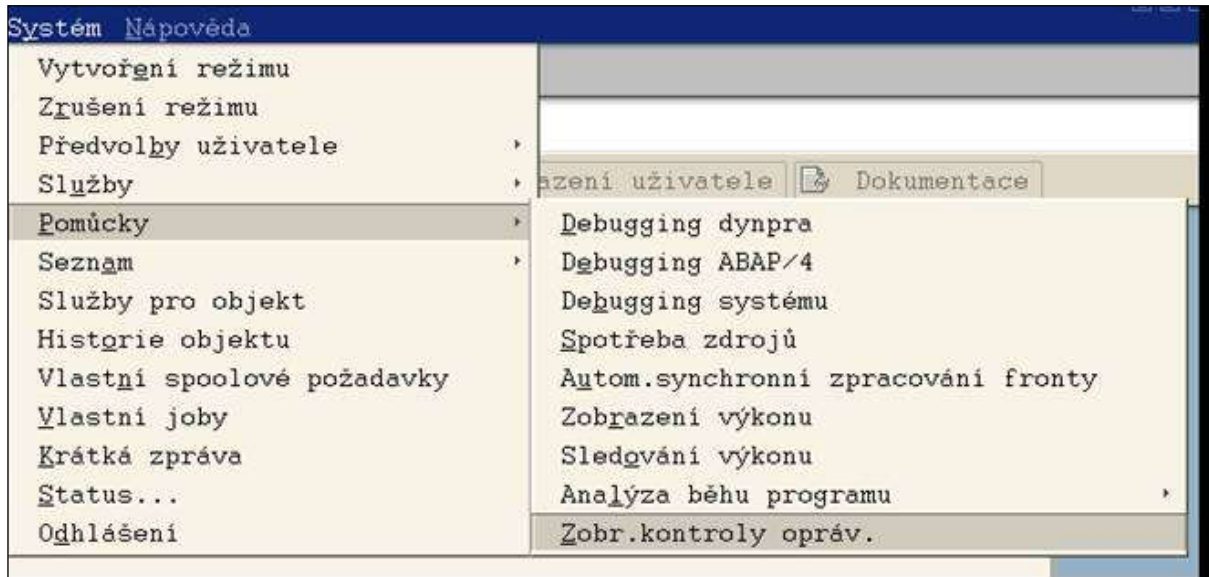 Systém Nápověda
Vytvoření režimu
Zrušení režimu
Předvolby uživatele
Služby
Pomůcky
Seznam
Služby pro objekt
Historie objektu
Vlastní spoolové požadavky
Vlastní joby
Krátká zpráva
Status...
Odhlášení
azení uživatele
Dokumentace
Debugging dynpra
Debugging ABAP/4
Debugging systému
Spotřeba zdrojů
Autom.synchronní zpracování fronty
Zobrazení výkonu
Sledování výkonu
Analýza běhu programu
Zobr.kontroly opráv.